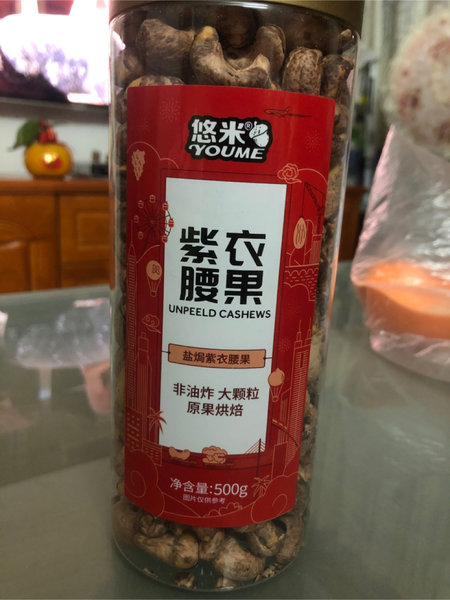 悠米®
YOUME
紫衣
腰果
UNPEELD CASHEWS
盐焗紫衣腰果
非油炸 大颗粒
原果烘焙
净含量:500g
图片仅供参考